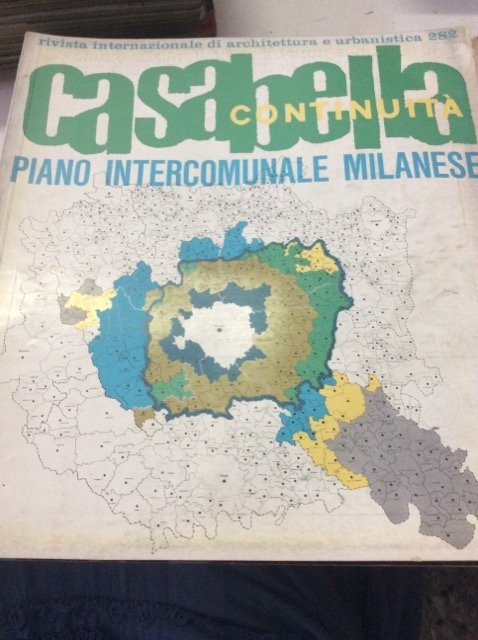 rivista internazionale di architettura e urbanistica 282
casabella
CONTINUITÀ
PIANO INTERCOMUNALE MILANESE